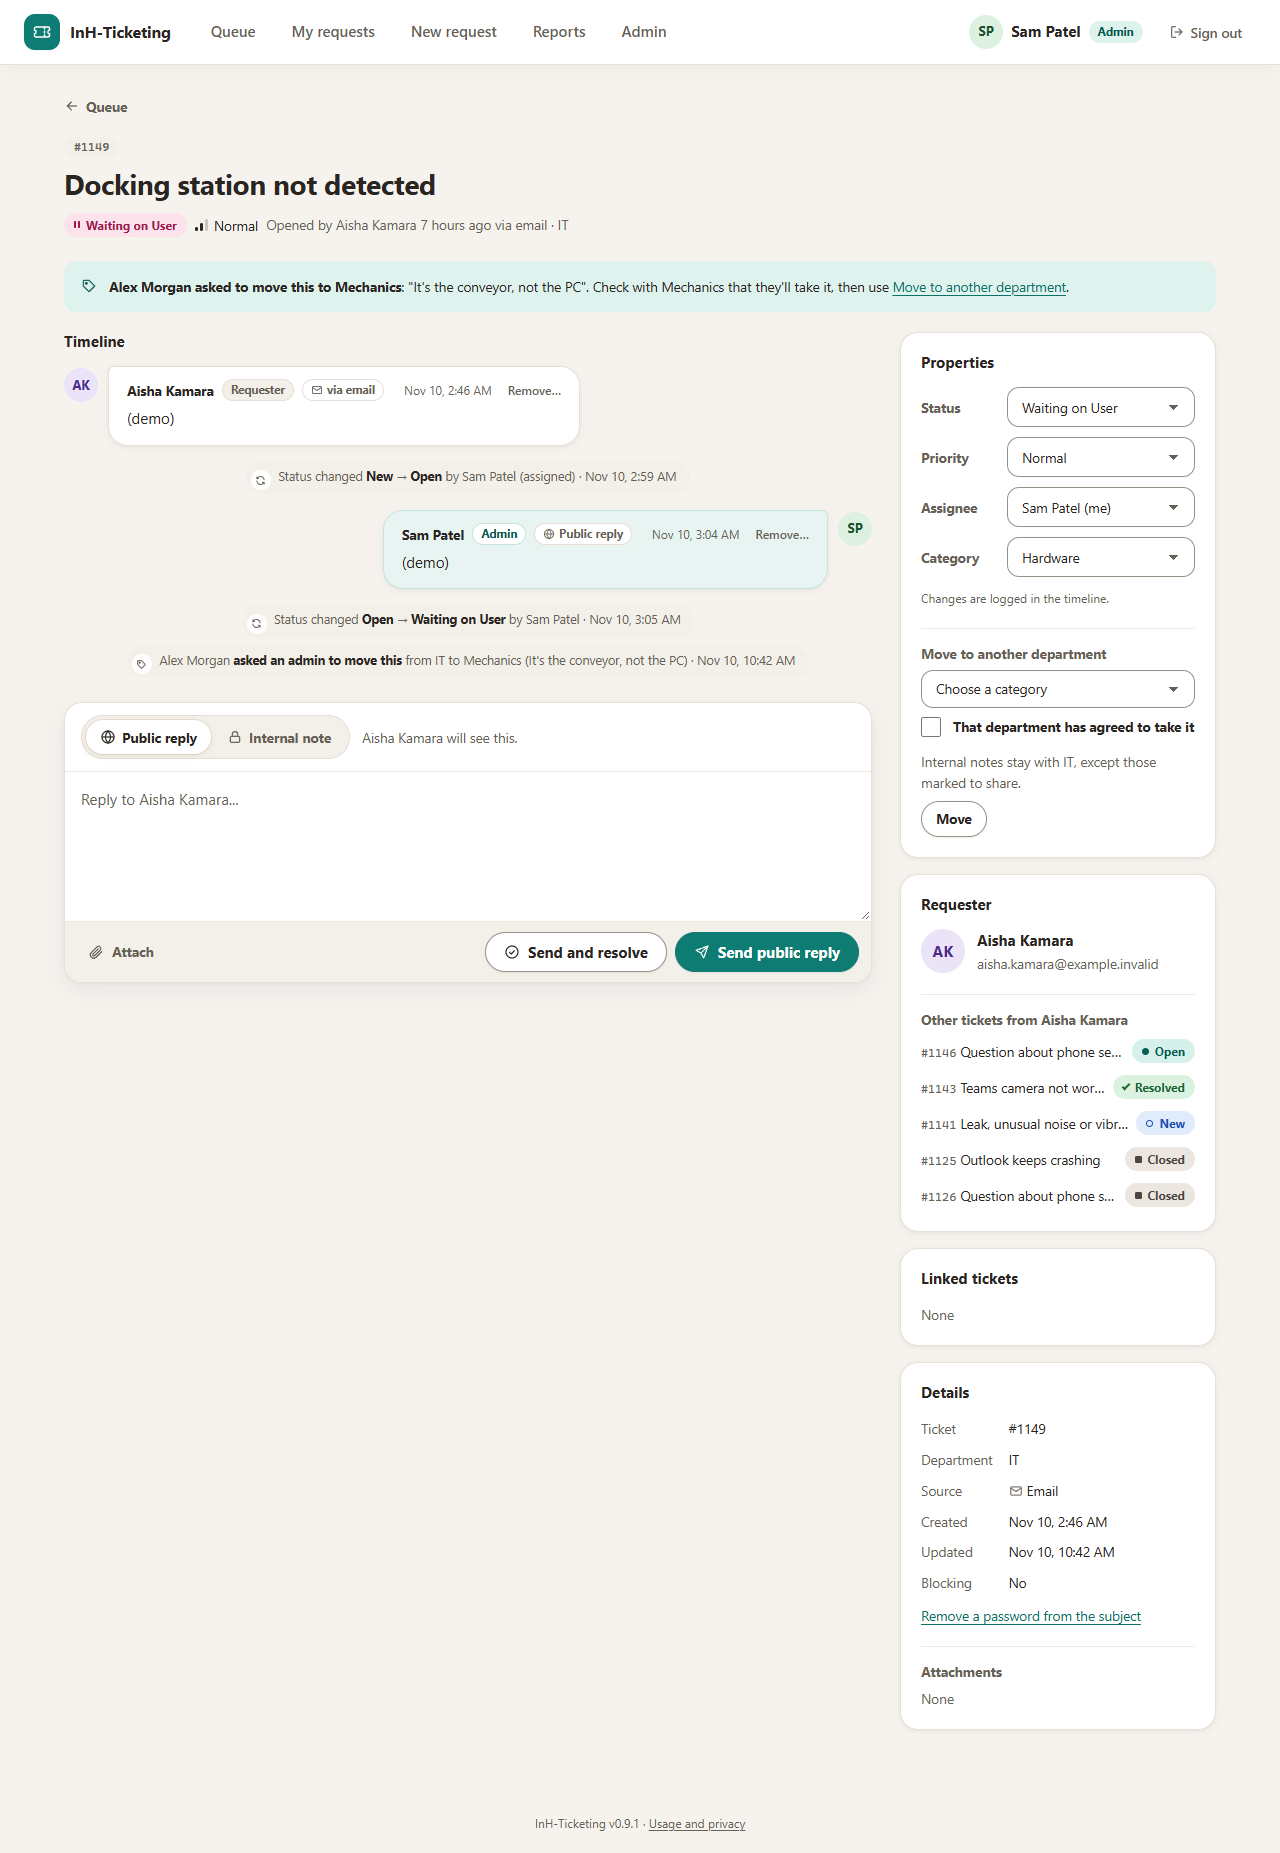 InH-Ticketing Queue My requests New request Reports Admin SP Sam Patel Admin Sign out
← Queue
#1149
Docking station not detected
Waiting on User Normal Opened by Aisha Kamara 7 hours ago via email · IT
Alex Morgan asked to move this to Mechanics: "It's the conveyor, not the PC". Check with Mechanics that they'll take it, then use Move to another department.
Timeline
AK Aisha Kamara Requester via email Nov 10, 2:46 AM Remove...
(demo)
Status changed New → Open by Sam Patel (assigned) · Nov 10, 2:59 AM
Sam Patel Admin Public reply Nov 10, 3:04 AM Remove... SP
(demo)
Status changed Open → Waiting on User by Sam Patel · Nov 10, 3:05 AM
Alex Morgan asked an admin to move this from IT to Mechanics (It's the conveyor, not the PC) · Nov 10, 10:42 AM
Public reply Internal note Aisha Kamara will see this.
Reply to Aisha Kamara...
Attach Send and resolve Send public reply
Properties
Status Waiting on User
Priority Normal
Assignee Sam Patel (me)
Category Hardware
Changes are logged in the timeline.
Move to another department
Choose a category
That department has agreed to take it
Internal notes stay with IT, except those
marked to share.
Move
Requester
AK Aisha Kamara
aisha.kamara@example.invalid
Other tickets from Aisha Kamara
#1146 Question about phone se... Open
#1143 Teams camera not wor... Resolved
#1141 Leak, unusual noise or vibr... New
#1125 Outlook keeps crashing Closed
#1126 Question about phone s... Closed
Linked tickets
None
Details
Ticket #1149
Department IT
Source Email
Created Nov 10, 2:46 AM
Updated Nov 10, 10:42 AM
Blocking No
Remove a password from the subject
Attachments
None
InH-Ticketing v0.9.1 · Usage and privacy